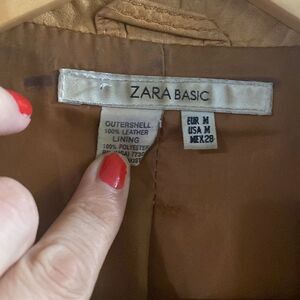 ZARA BASIC
OUTERSHELL
100% LEATHER
LINING
100% POLYESTER
EUR M
USA M
MEX 28